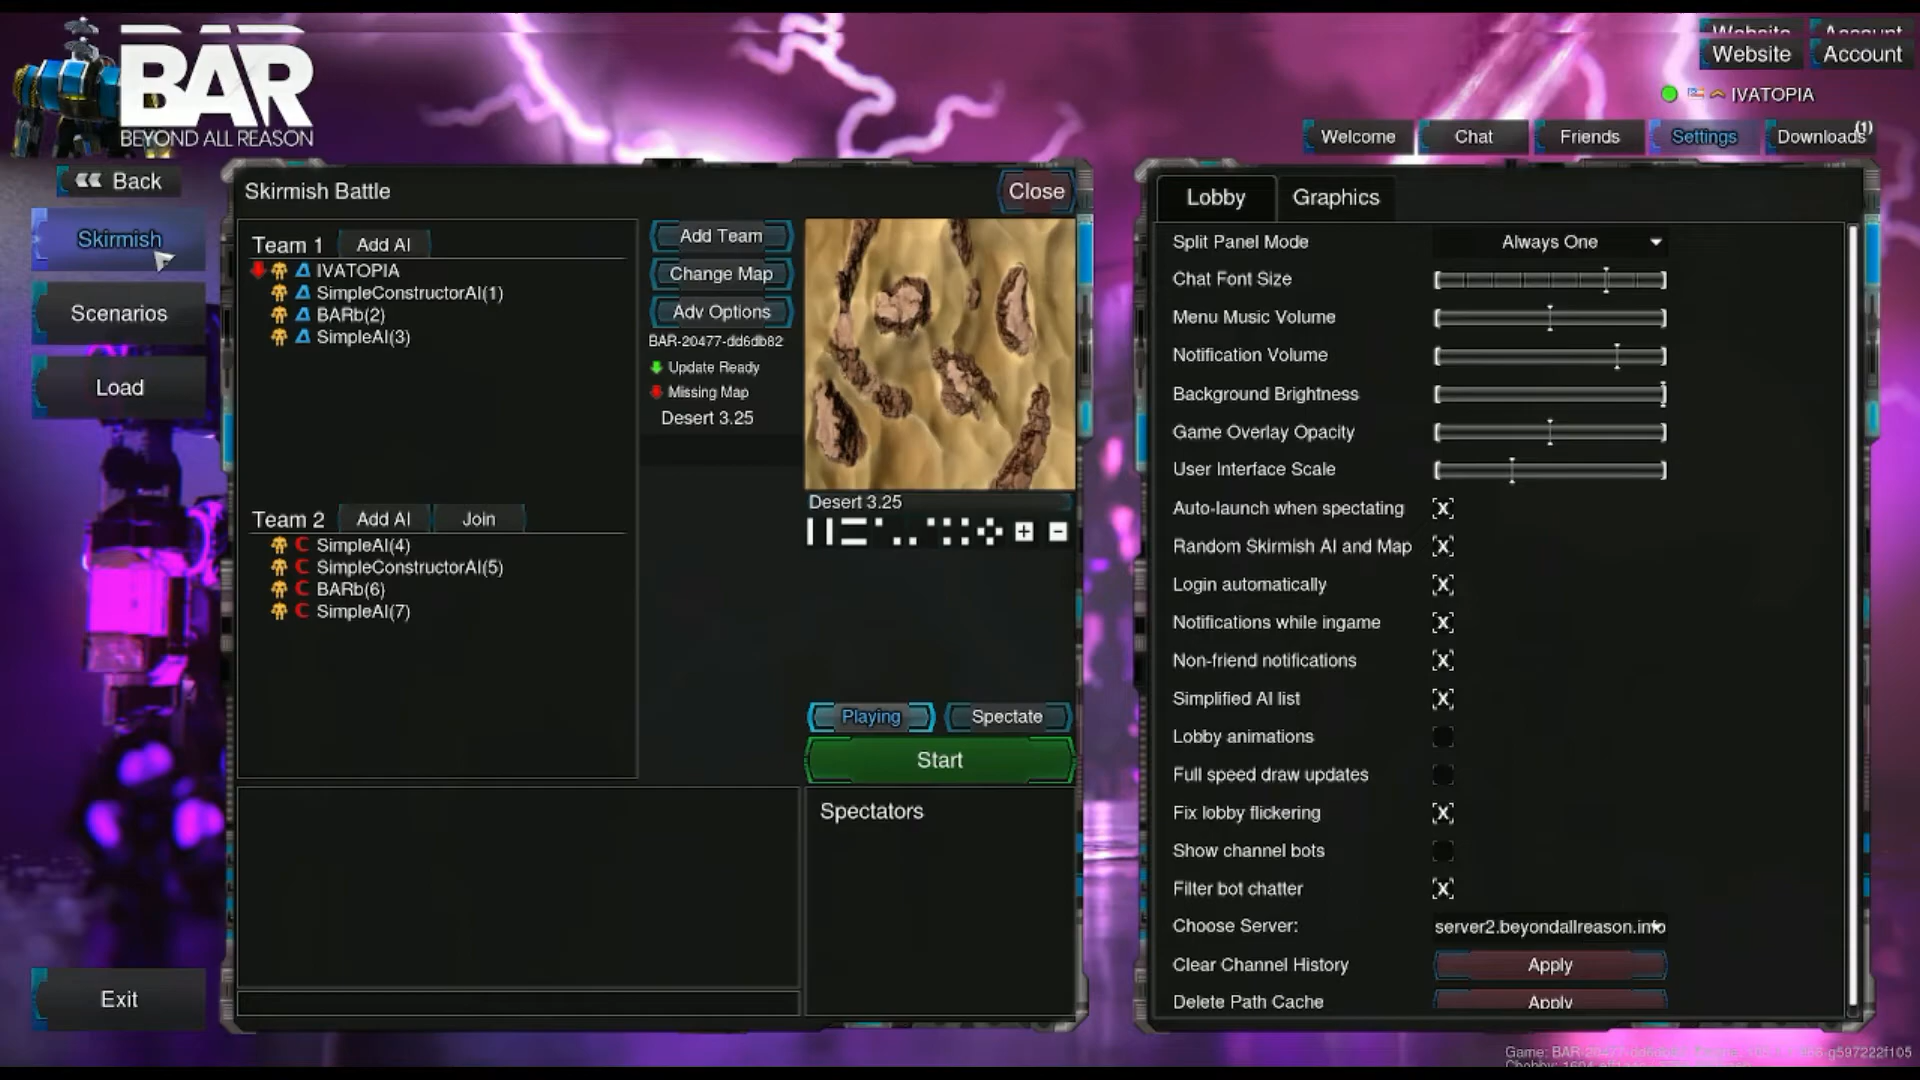 BAR
BEYOND ALL REASON
Website Account
Website Account
IVATOPIA
Welcome Chat Friends Settings Downloads (1)
Back
Skirmish
Scenarios
Load
Exit
Skirmish Battle Close
Team 1 Add AI
IVATOPIA
SimpleConstructorAI(1)
BARb(2)
SimpleAI(3)
Team 2 Add AI Join
SimpleAI(4)
SimpleConstructorAI(5)
BARb(6)
SimpleAI(7)
Add Team
Change Map
Adv Options
BAR-20477-dd6db82
Update Ready
Missing Map
Desert 3.25
Desert 3.25
Playing Spectate
Start
Spectators
Lobby Graphics
Split Panel Mode Always One
Chat Font Size
Menu Music Volume
Notification Volume
Background Brightness
Game Overlay Opacity
User Interface Scale
Auto-launch when spectating
Random Skirmish AI and Map
Login automatically
Notifications while ingame
Non-friend notifications
Simplified AI list
Lobby animations
Full speed draw updates
Fix lobby flickering
Show channel bots
Filter bot chatter
Choose Server: server2.beyondallreason.info
Clear Channel History Apply
Delete Path Cache Apply
Game: BAR-20477-dd6db82